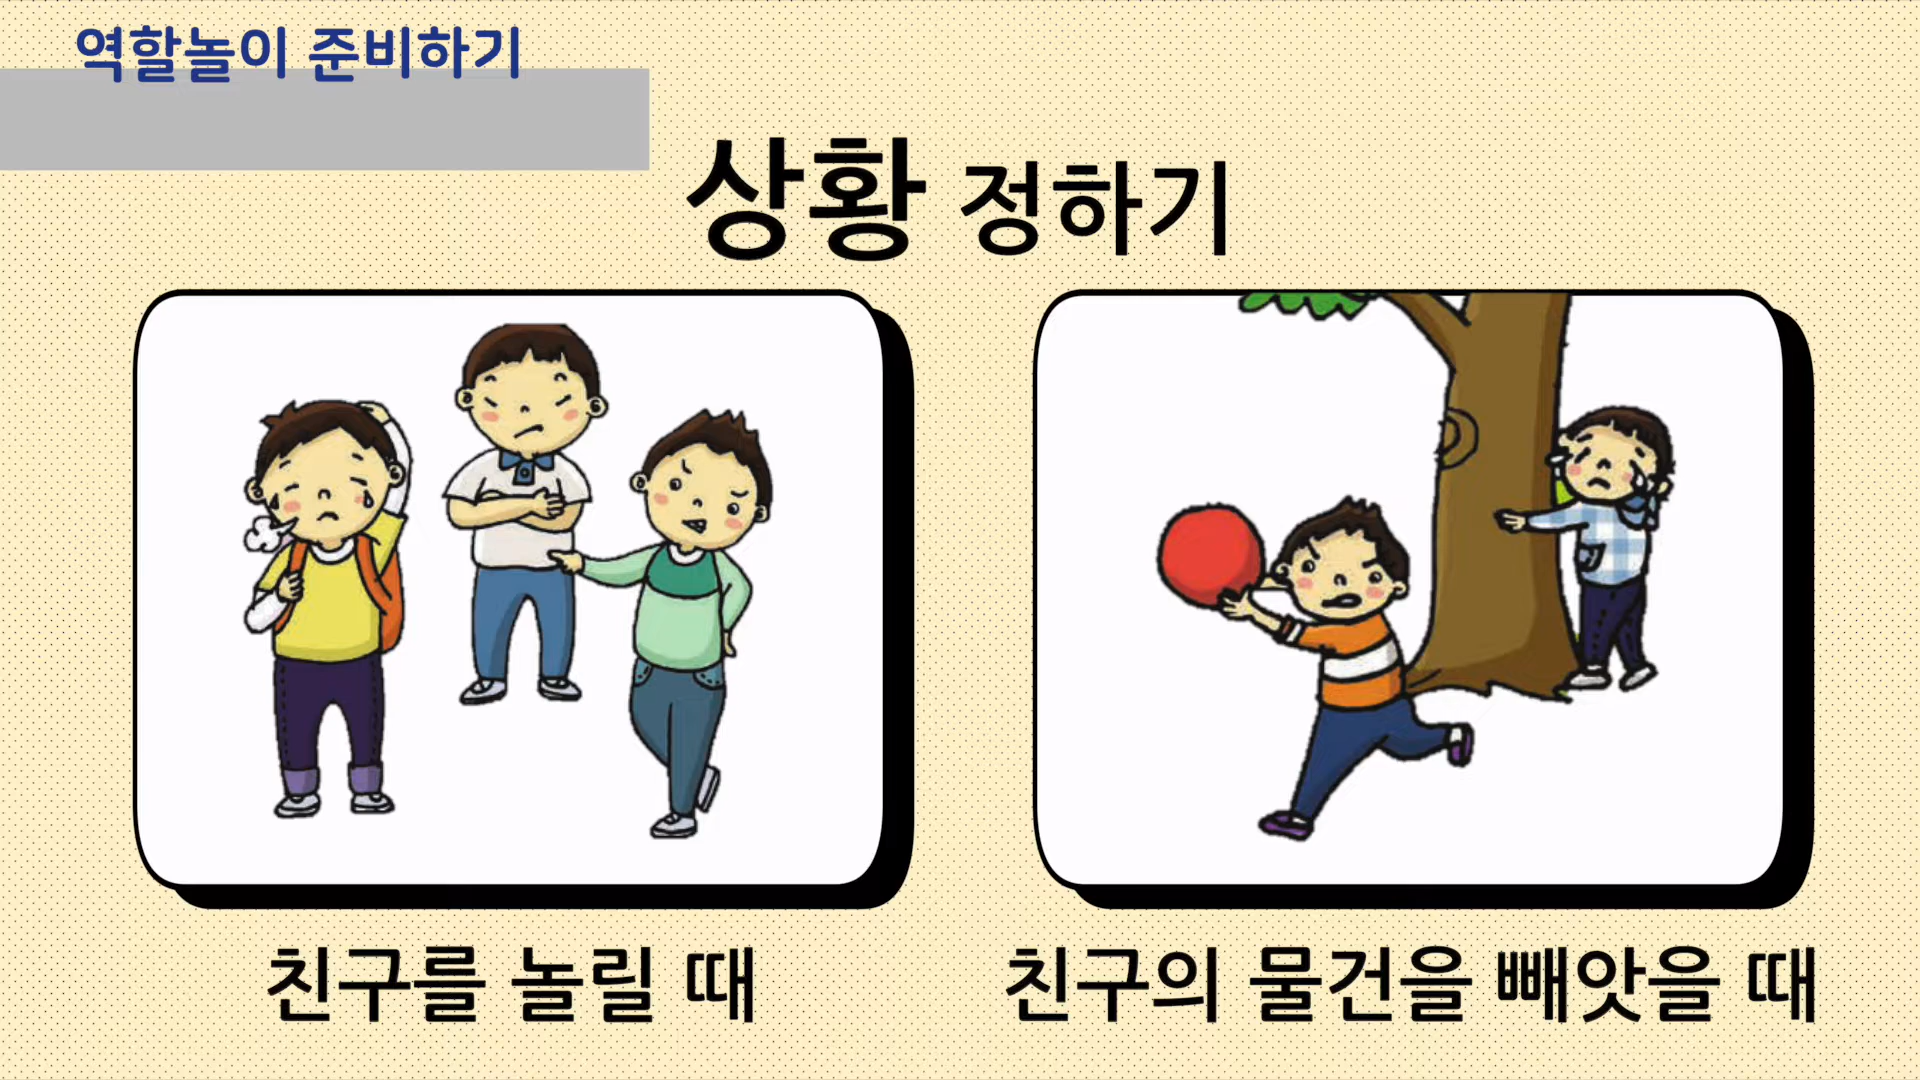 역할놀이 준비하기
상황 정하기
친구를 놀릴 때
친구의 물건을 빼앗을 때